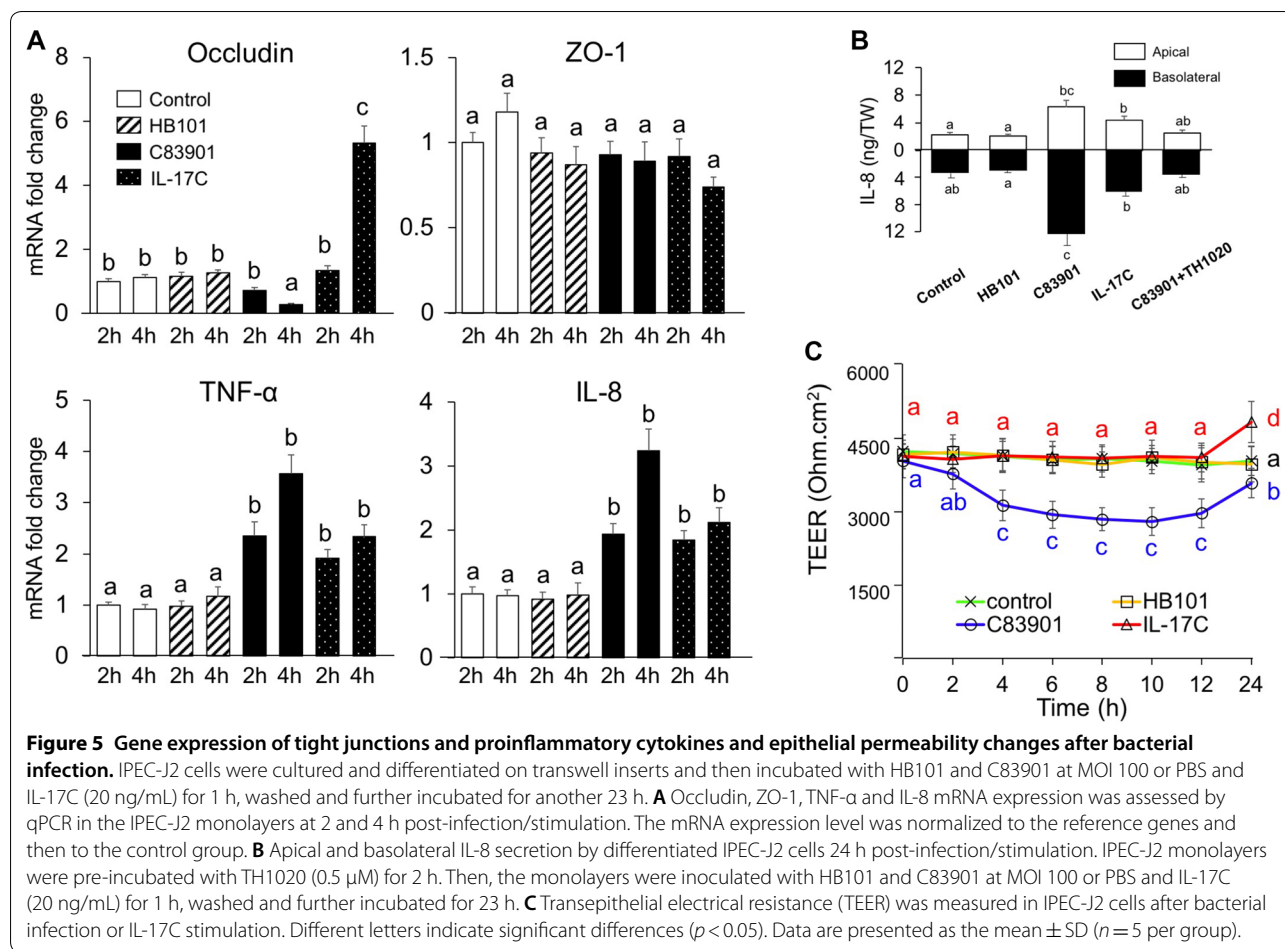 A
Occludin
8
6
4
2
0
mRNA fold change
Control
HB101
C83901
IL-17C
b b b b b a b c
2h 4h 2h 4h 2h 4h 2h 4h
ZO-1
1.5
1
0.5
0
a a a a a a a a
2h 4h 2h 4h 2h 4h 2h 4h
TNF-α
5
4
3
2
1
0
mRNA fold change
a a a a b b b b
2h 4h 2h 4h 2h 4h 2h 4h
IL-8
4
3
2
1
0
a a a a b b b b
2h 4h 2h 4h 2h 4h 2h 4h
B
Apical
Basolateral
IL-8 (ng/TW)
12
8
4
0
4
8
12
a a bc b ab
ab a c b ab
Control HB101 C83901 IL-17C C83901+TH1020
C
TEER (Ohm.cm²)
6000
4500
3000
1500
a a a a a a a d
a
a ab c c c c c b
control HB101
C83901 IL-17C
0 2 4 6 8 10 12 24
Time (h)
Figure 5 Gene expression of tight junctions and proinflammatory cytokines and epithelial permeability changes after bacterial
infection. IPEC-J2 cells were cultured and differentiated on transwell inserts and then incubated with HB101 and C83901 at MOI 100 or PBS and
IL-17C (20 ng/mL) for 1 h, washed and further incubated for another 23 h. A Occludin, ZO-1, TNF-α and IL-8 mRNA expression was assessed by
qPCR in the IPEC-J2 monolayers at 2 and 4 h post-infection/stimulation. The mRNA expression level was normalized to the reference genes and
then to the control group. B Apical and basolateral IL-8 secretion by differentiated IPEC-J2 cells 24 h post-infection/stimulation. IPEC-J2 monolayers
were pre-incubated with TH1020 (0.5 µM) for 2 h. Then, the monolayers were inoculated with HB101 and C83901 at MOI 100 or PBS and IL-17C
(20 ng/mL) for 1 h, washed and further incubated for 23 h. C Transepithelial electrical resistance (TEER) was measured in IPEC-J2 cells after bacterial
infection or IL-17C stimulation. Different letters indicate significant differences (p < 0.05). Data are presented as the mean ± SD (n = 5 per group).